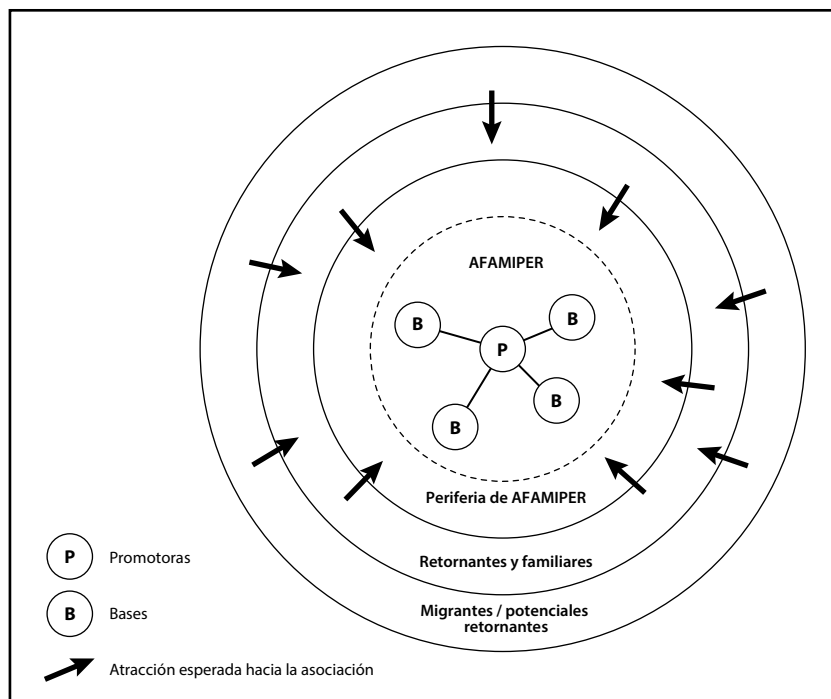 AFAMIPER
B
B
P
B
B
Periferia de AFAMIPER
Retornantes y familiares
Migrantes / potenciales
retornantes
P Promotoras
B Bases
Atracción esperada hacia la asociación